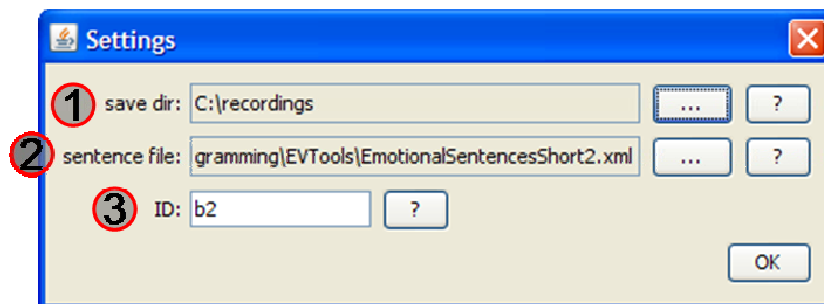 Settings
1 save dir: C:\recordings ... ?
2 sentence file: gramming\EVTools\EmotionalSentencesShort2.xml ... ?
3 ID: b2 ?
OK